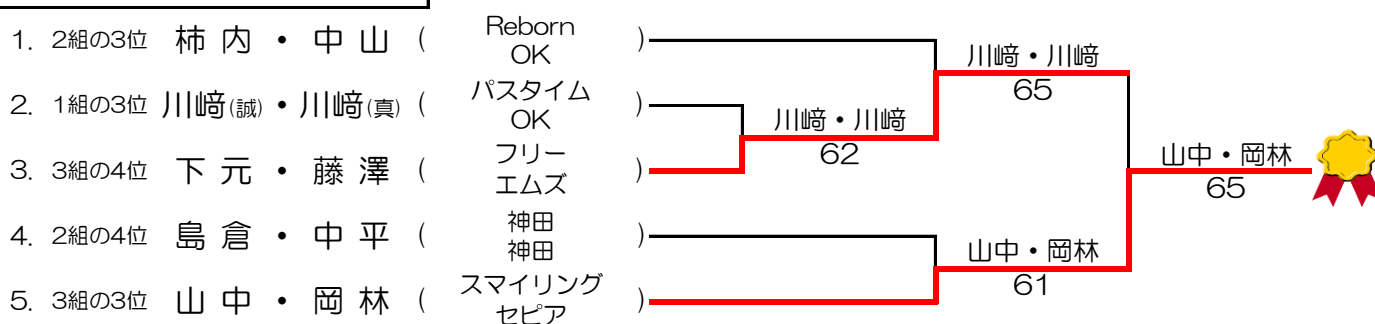 1. 2組の3位 柿内・中山 ( Reborn OK )
2. 1組の3位 川﨑(誠)・川﨑(真) ( パスタイム OK )
3. 3組の4位 下元・藤澤 ( フリー エムズ )
4. 2組の4位 島倉・中平 ( 神田 神田 )
5. 3組の3位 山中・岡林 ( スマイリング セピア )
川﨑・川﨑
62
川﨑・川﨑
65
山中・岡林
61
山中・岡林
65